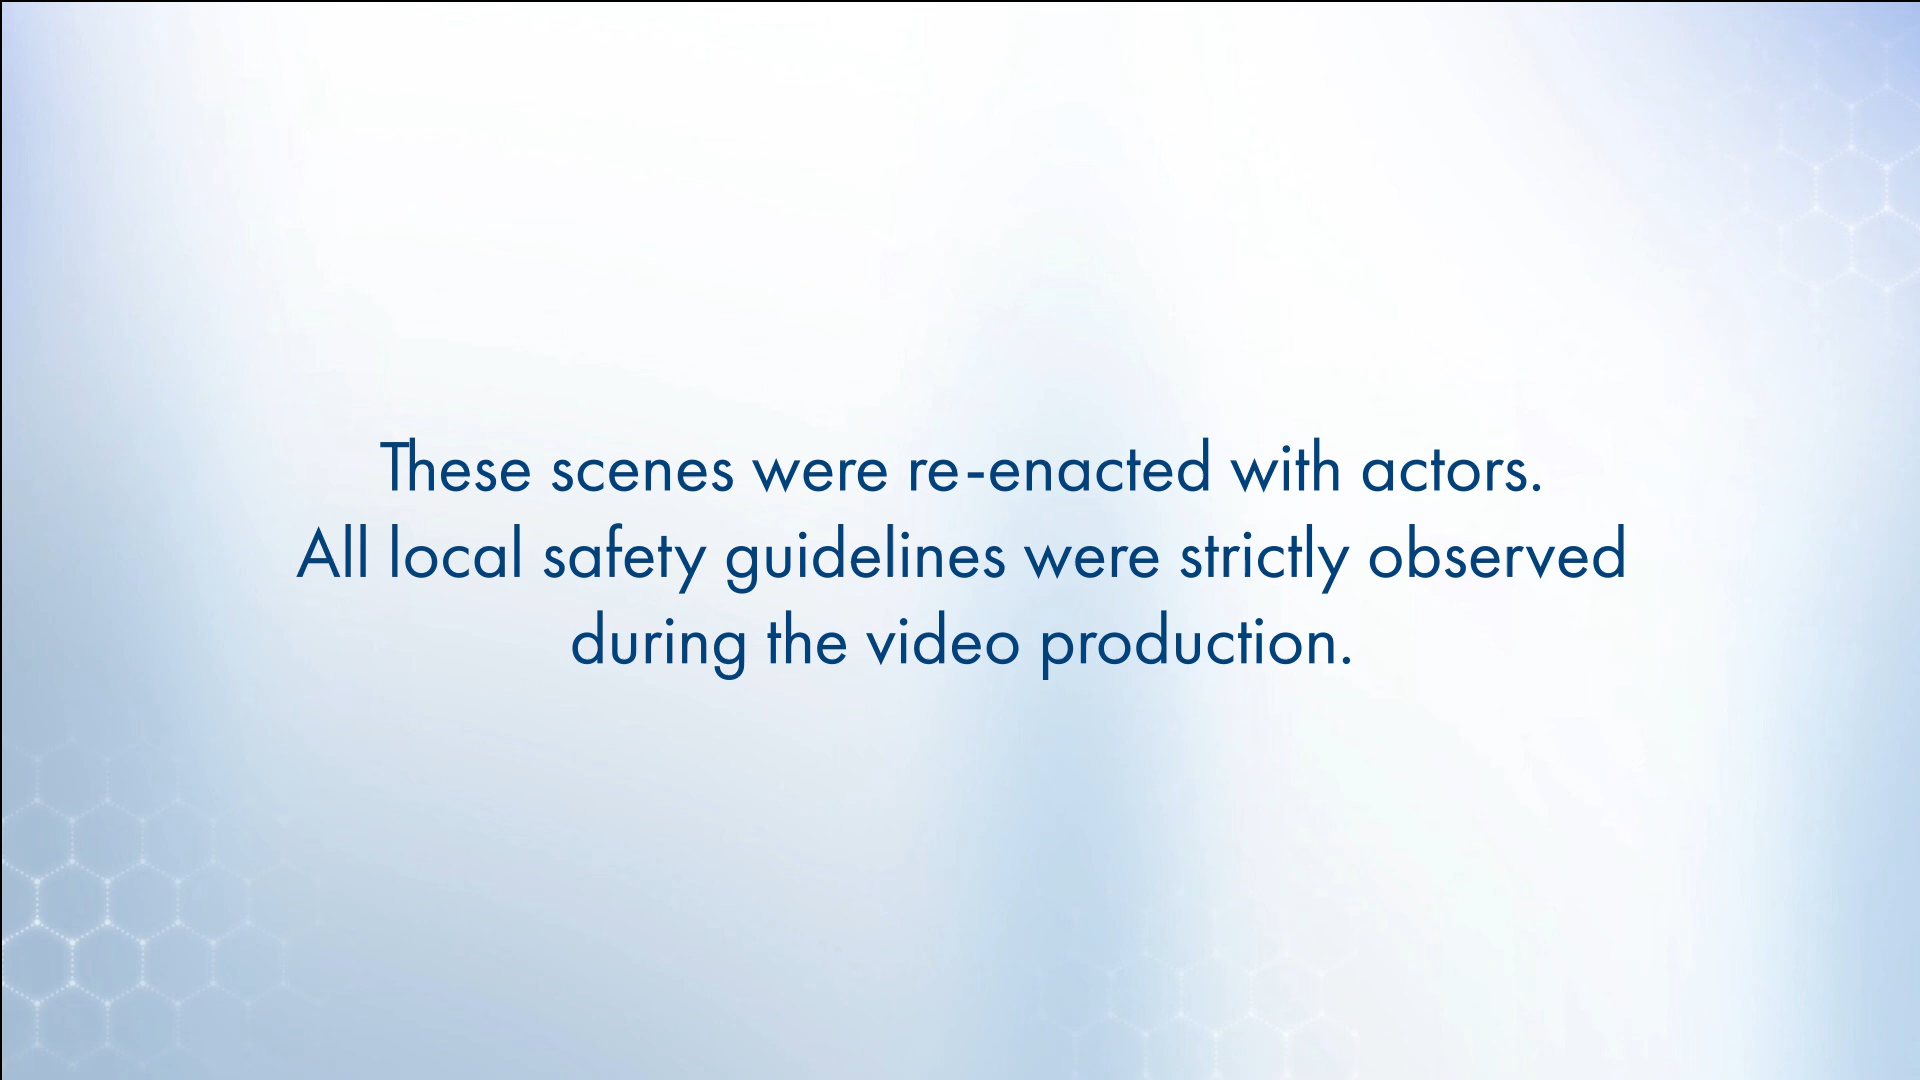 These scenes were re-enacted with actors.
All local safety guidelines were strictly observed
during the video production.